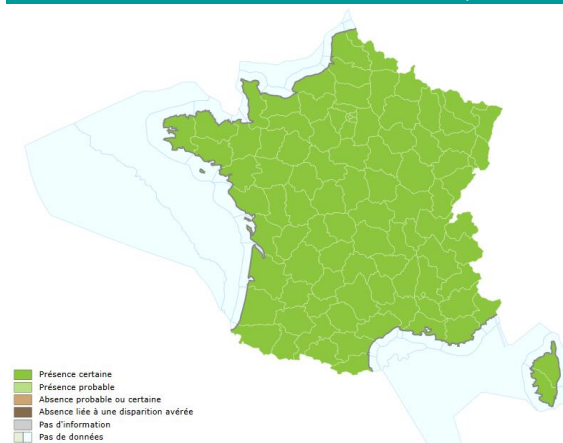 Présence certaine
Présence probable
Absence probable ou certaine
Absence liée à une disparition avérée
Pas d'information
Pas de données